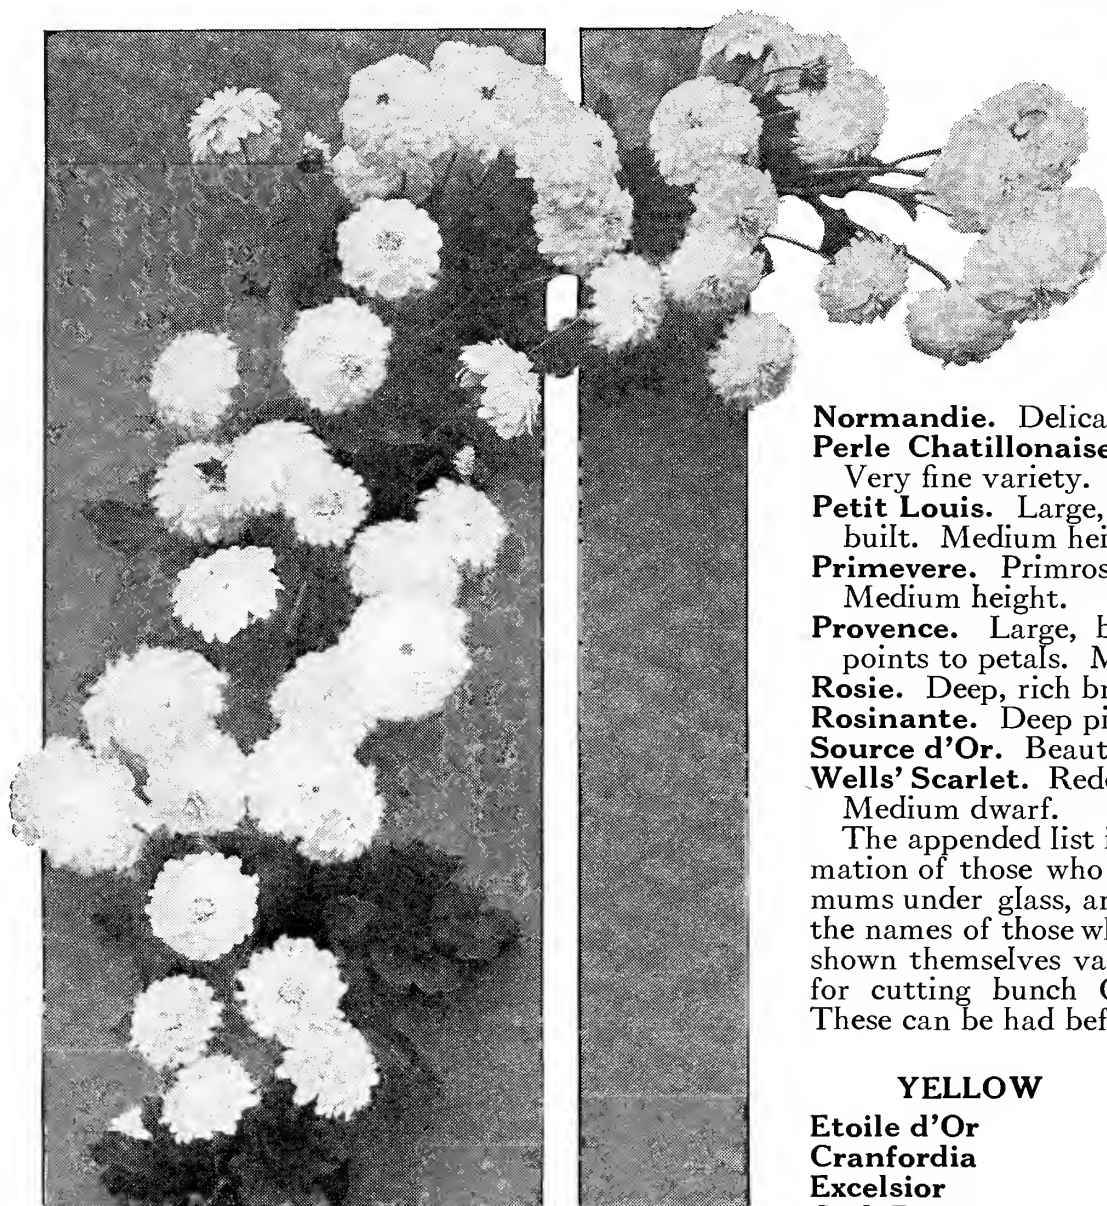 Normandie. Delica
Perle Chatillonaise
Very fine variety.
Petit Louis. Large,
built. Medium hei
Primevere. Primros
Medium height.
Provence. Large, b
points to petals. M
Rosie. Deep, rich br
Rosinante. Deep pi
Source d'Or. Beaut
Wells' Scarlet. Redd
Medium dwarf.
The appended list i
mation of those who
mums under glass, an
the names of those wh
shown themselves va
for cutting bunch C
These can be had bef
YELLOW
Etoile d'Or
Cranfordia
Excelsior